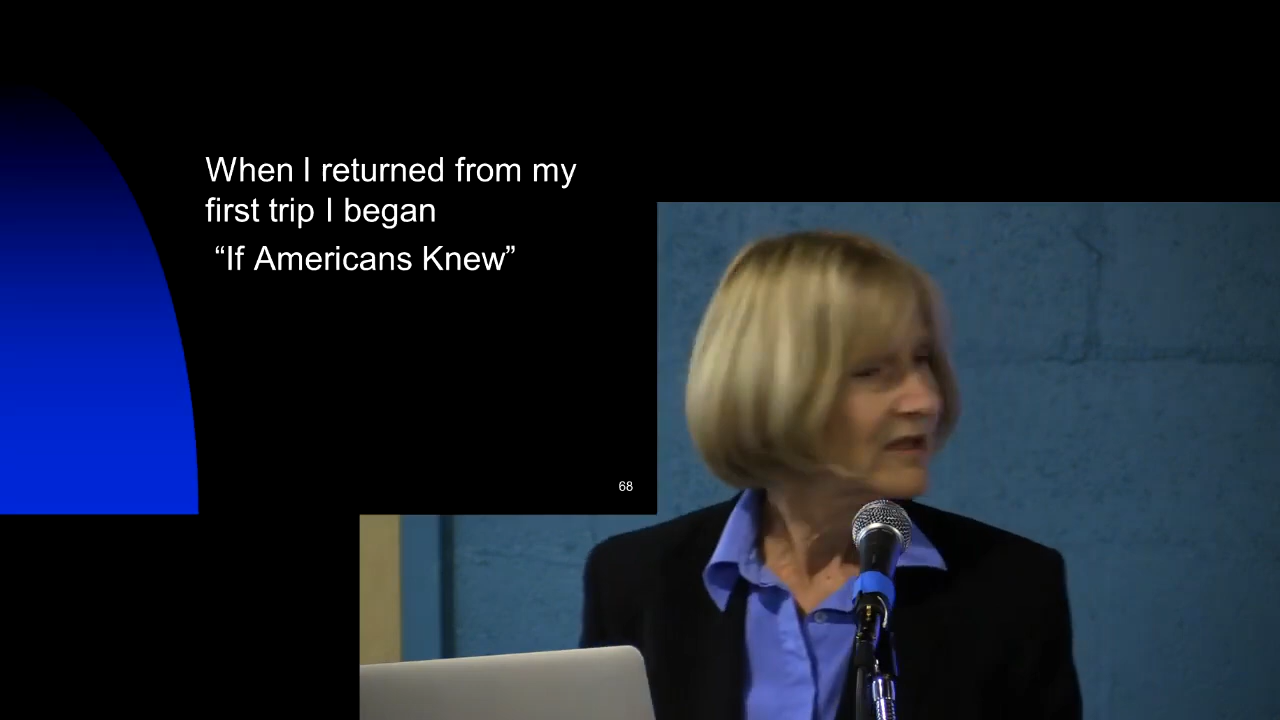 When I returned from my
first trip I began
“If Americans Knew”
68